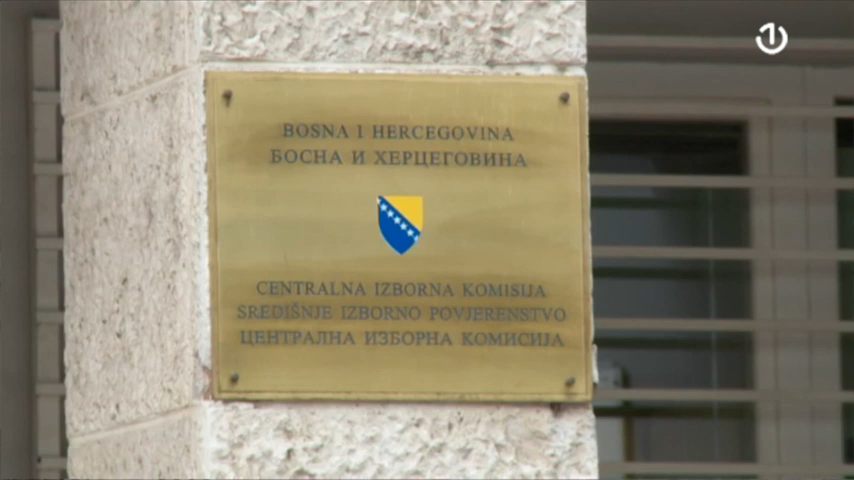 BOSNA I HERCEGOVINA
БОСНА И ХЕРЦЕГОВИНА
CENTRALNA IZBORNA KOMISIJA
SREDIŠNJE IZBORNO POVJERENSTVO
ЦЕНТРАЛНА ИЗБОРНА КОМИСИЈА